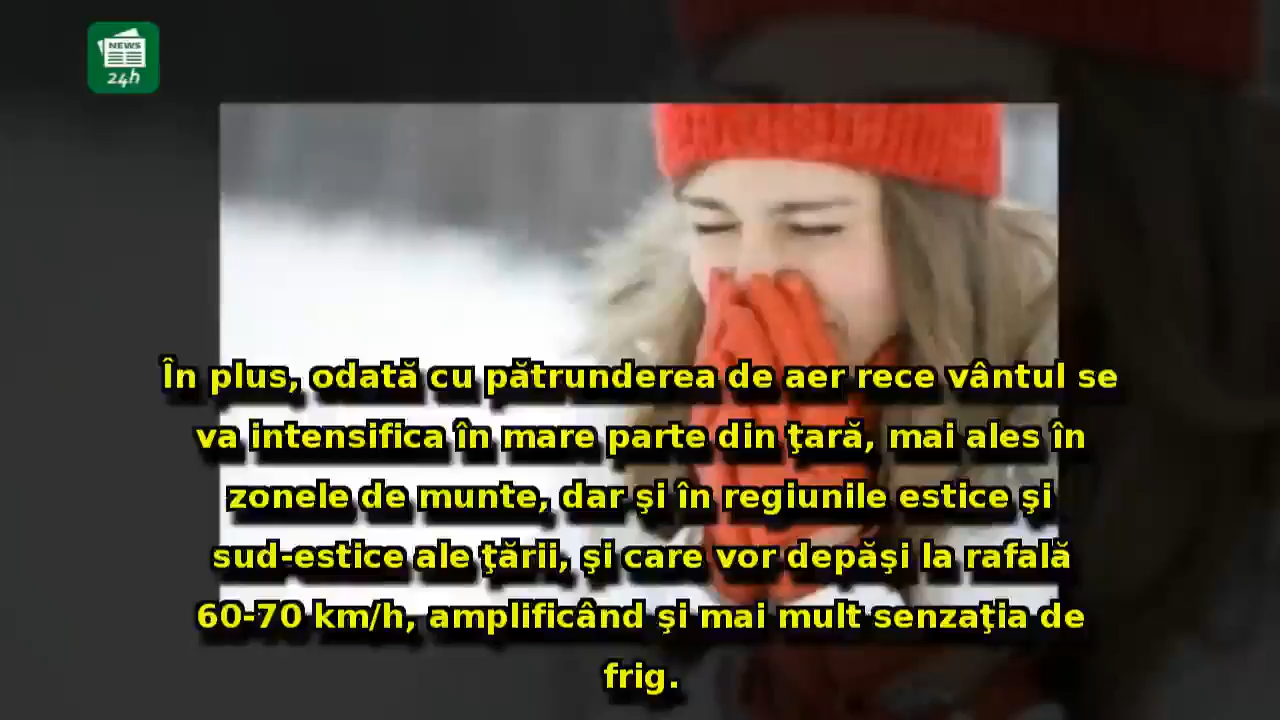 NEWS
24h
În plus, odată cu pătrunderea de aer rece vântul se
va intensifica în mare parte din ţară, mai ales în
zonele de munte, dar şi în regiunile estice şi
sud-estice ale ţării, şi care vor depăşi la rafală
60-70 km/h, amplificând şi mai mult senzaţia de
frig.